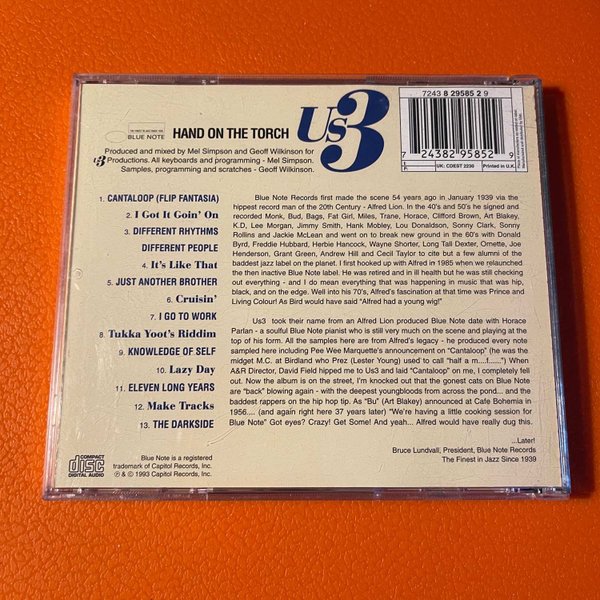 7243 8 29585 2 9
7 24382 95852 9
UK: CDEST 2230 Printed in U.K.
BLUE NOTE
HAND ON THE TORCH
Us3
Produced and mixed by Mel Simpson and Geoff Wilkinson for
us3 Productions. All keyboards and programming - Mel Simpson.
Samples, programming and scratches - Geoff Wilkinson.
1. CANTALOOP (FLIP FANTASIA)
2. I Got It Goin' On
3. DIFFERENT RHYTHMS
DIFFERENT PEOPLE
4. It's Like That
5. JUST ANOTHER BROTHER
6. Cruisin'
7. I GO TO WORK
8. Tukka Yoot's Riddim
9. KNOWLEDGE OF SELF
10. Lazy Day
11. ELEVEN LONG YEARS
12. Make Tracks
13. THE DARKSIDE
Blue Note Records first made the scene 54 years ago in January 1939 via the
hippest record man of the 20th Century - Alfred Lion. In the 40's and 50's he signed and
recorded Monk, Bud, Bags, Fat Girl, Miles, Trane, Horace, Clifford Brown, Art Blakey,
K.D, Lee Morgan, Jimmy Smith, Hank Mobley, Lou Donaldson, Sonny Clark, Sonny
Rollins and Jackie McLean and went on to break new ground in the 60's with Donald
Byrd, Freddie Hubbard, Herbie Hancock, Wayne Shorter, Long Tall Dexter, Ornette, Joe
Henderson, Grant Green, Andrew Hill and Cecil Taylor to cite but a few alumni of the
baddest jazz label on the planet. I first hooked up with Alfred in 1985 when we relaunched
the then inactive Blue Note label. He was retired and in ill health but he was still checking
out everything - and I do mean everything that was happening in music that was hip,
black, and on the edge. Well into his 70's, Alfred's fascination at that time was Prince and
Living Colour! As Bird would have said "Alfred had a young wig!"
Us3 took their name from an Alfred Lion produced Blue Note date with Horace
Parlan - a soulful Blue Note pianist who is still very much on the scene and playing at the
top of his form. All the samples here are from Alfred's legacy - he produced every note
sampled here including Pee Wee Marquette's announcement on "Cantaloop" (he was the
midget M.C. at Birdland who Prez (Lester Young) used to call "half a m....f......") When
A&R Director, David Field hipped me to Us3 and laid "Cantaloop" on me, I completely fell
out. Now the album is on the street, I'm knocked out that the gonest cats on Blue Note
are "back" blowing again - with the deepest youngbloods from across the pond... and the
baddest rappers on the hip hop tip. As "Bu" (Art Blakey) announced at Cafe Bohemia in
1956.... (and again right here 37 years later) "We're having a little cooking session for
Blue Note" Got eyes? Crazy! Get Some! And yeah... Alfred would have really dug this.
...Later!
Bruce Lundvall, President, Blue Note Records
The Finest in Jazz Since 1939
COMPACT
disc
DIGITAL AUDIO
Blue Note is a registered
trademark of Capitol Records, Inc.
℗ & © 1993 Capitol Records, Inc.